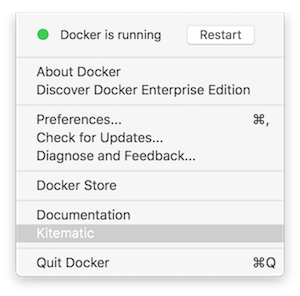 Docker is running Restart
About Docker
Discover Docker Enterprise Edition
Preferences... ⌘,
Check for Updates...
Diagnose and Feedback...
Docker Store
Documentation
Kitematic
Quit Docker ⌘Q